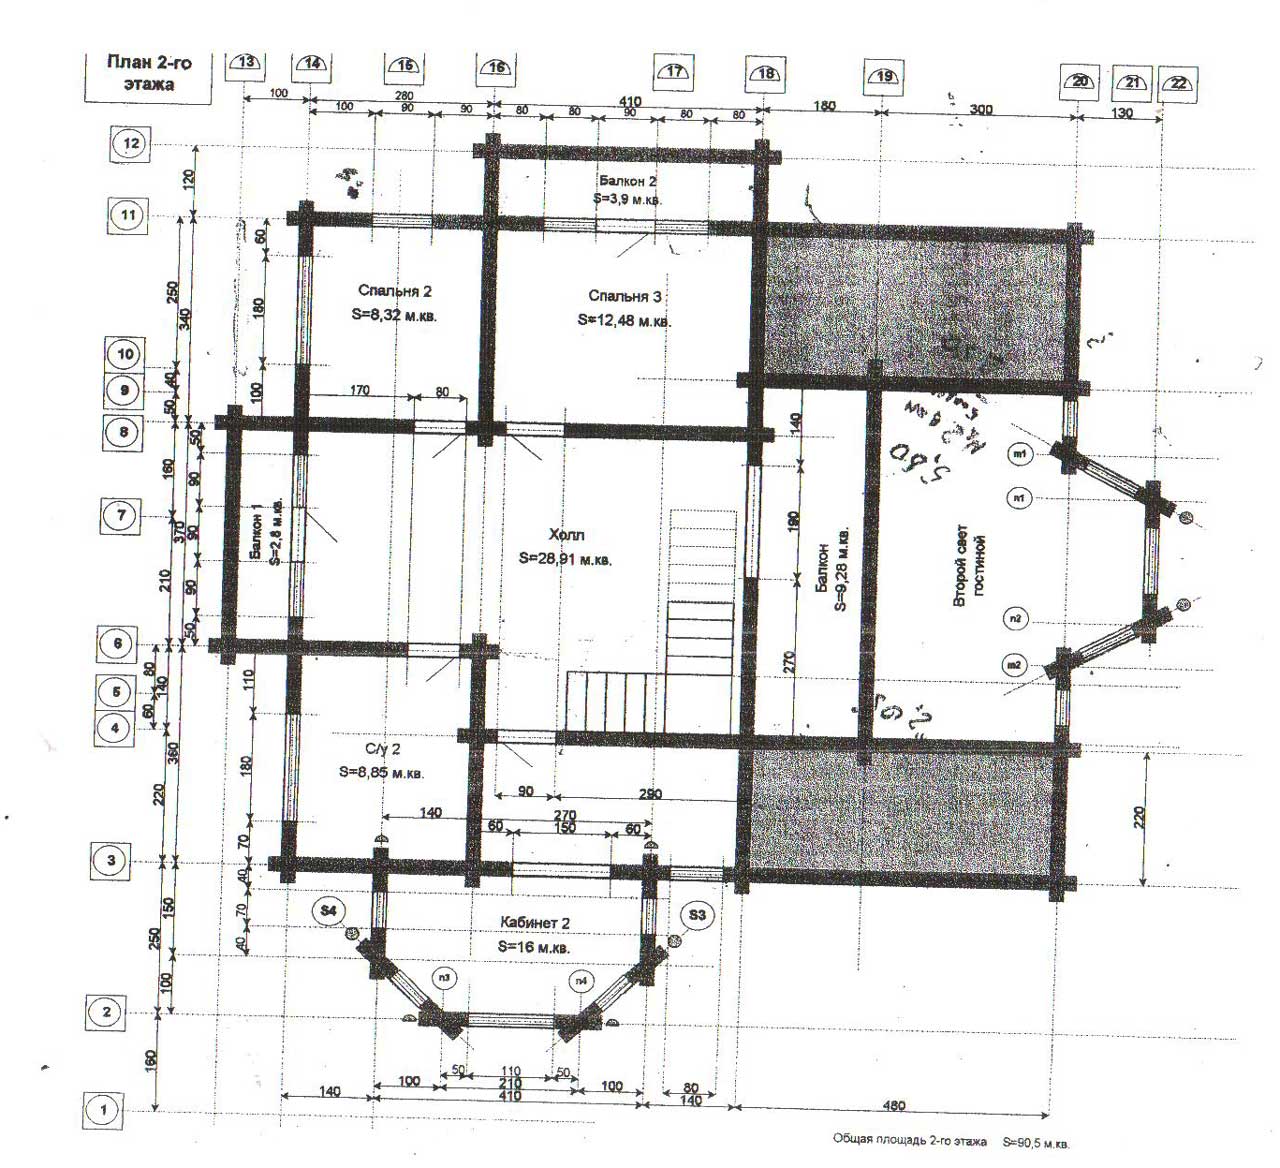 План 2-го
этажа
13 14 15 16 17 18 19 20 21 22
100 280 410 180 300 130
100 90 90 80 80 90 80 80
12
120
11
Балкон 2
S=3,9 м.кв.
60
250
340
180
Спальня 2
S=8,32 м.кв.
Спальня 3
S=12,48 м.кв.
10
40
9
50
100
170 80
8
140
50
160
90
370
7
90
210
90
50
Балкон 1
S=2,8 м.кв.
Холл
S=28,91 м.кв.
190
270
Балкон
S=9,28 м.кв.
Второй свет
гостиной
m1
n1
n2
m2
5,80
6
80
140
5
60
4
110
360
220
180
70
С/у 2
S=8,85 м.кв.
90 290
140 270
60 150 60
220
3
40
150
70
250
40
100
S4
S3
Кабинет 2
S=16 м.кв.
n3
n4
2
160
50 110 50
100 210 100 80
140 410 140 480
1
Общая площадь 2-го этажа S=90,5 м.кв.